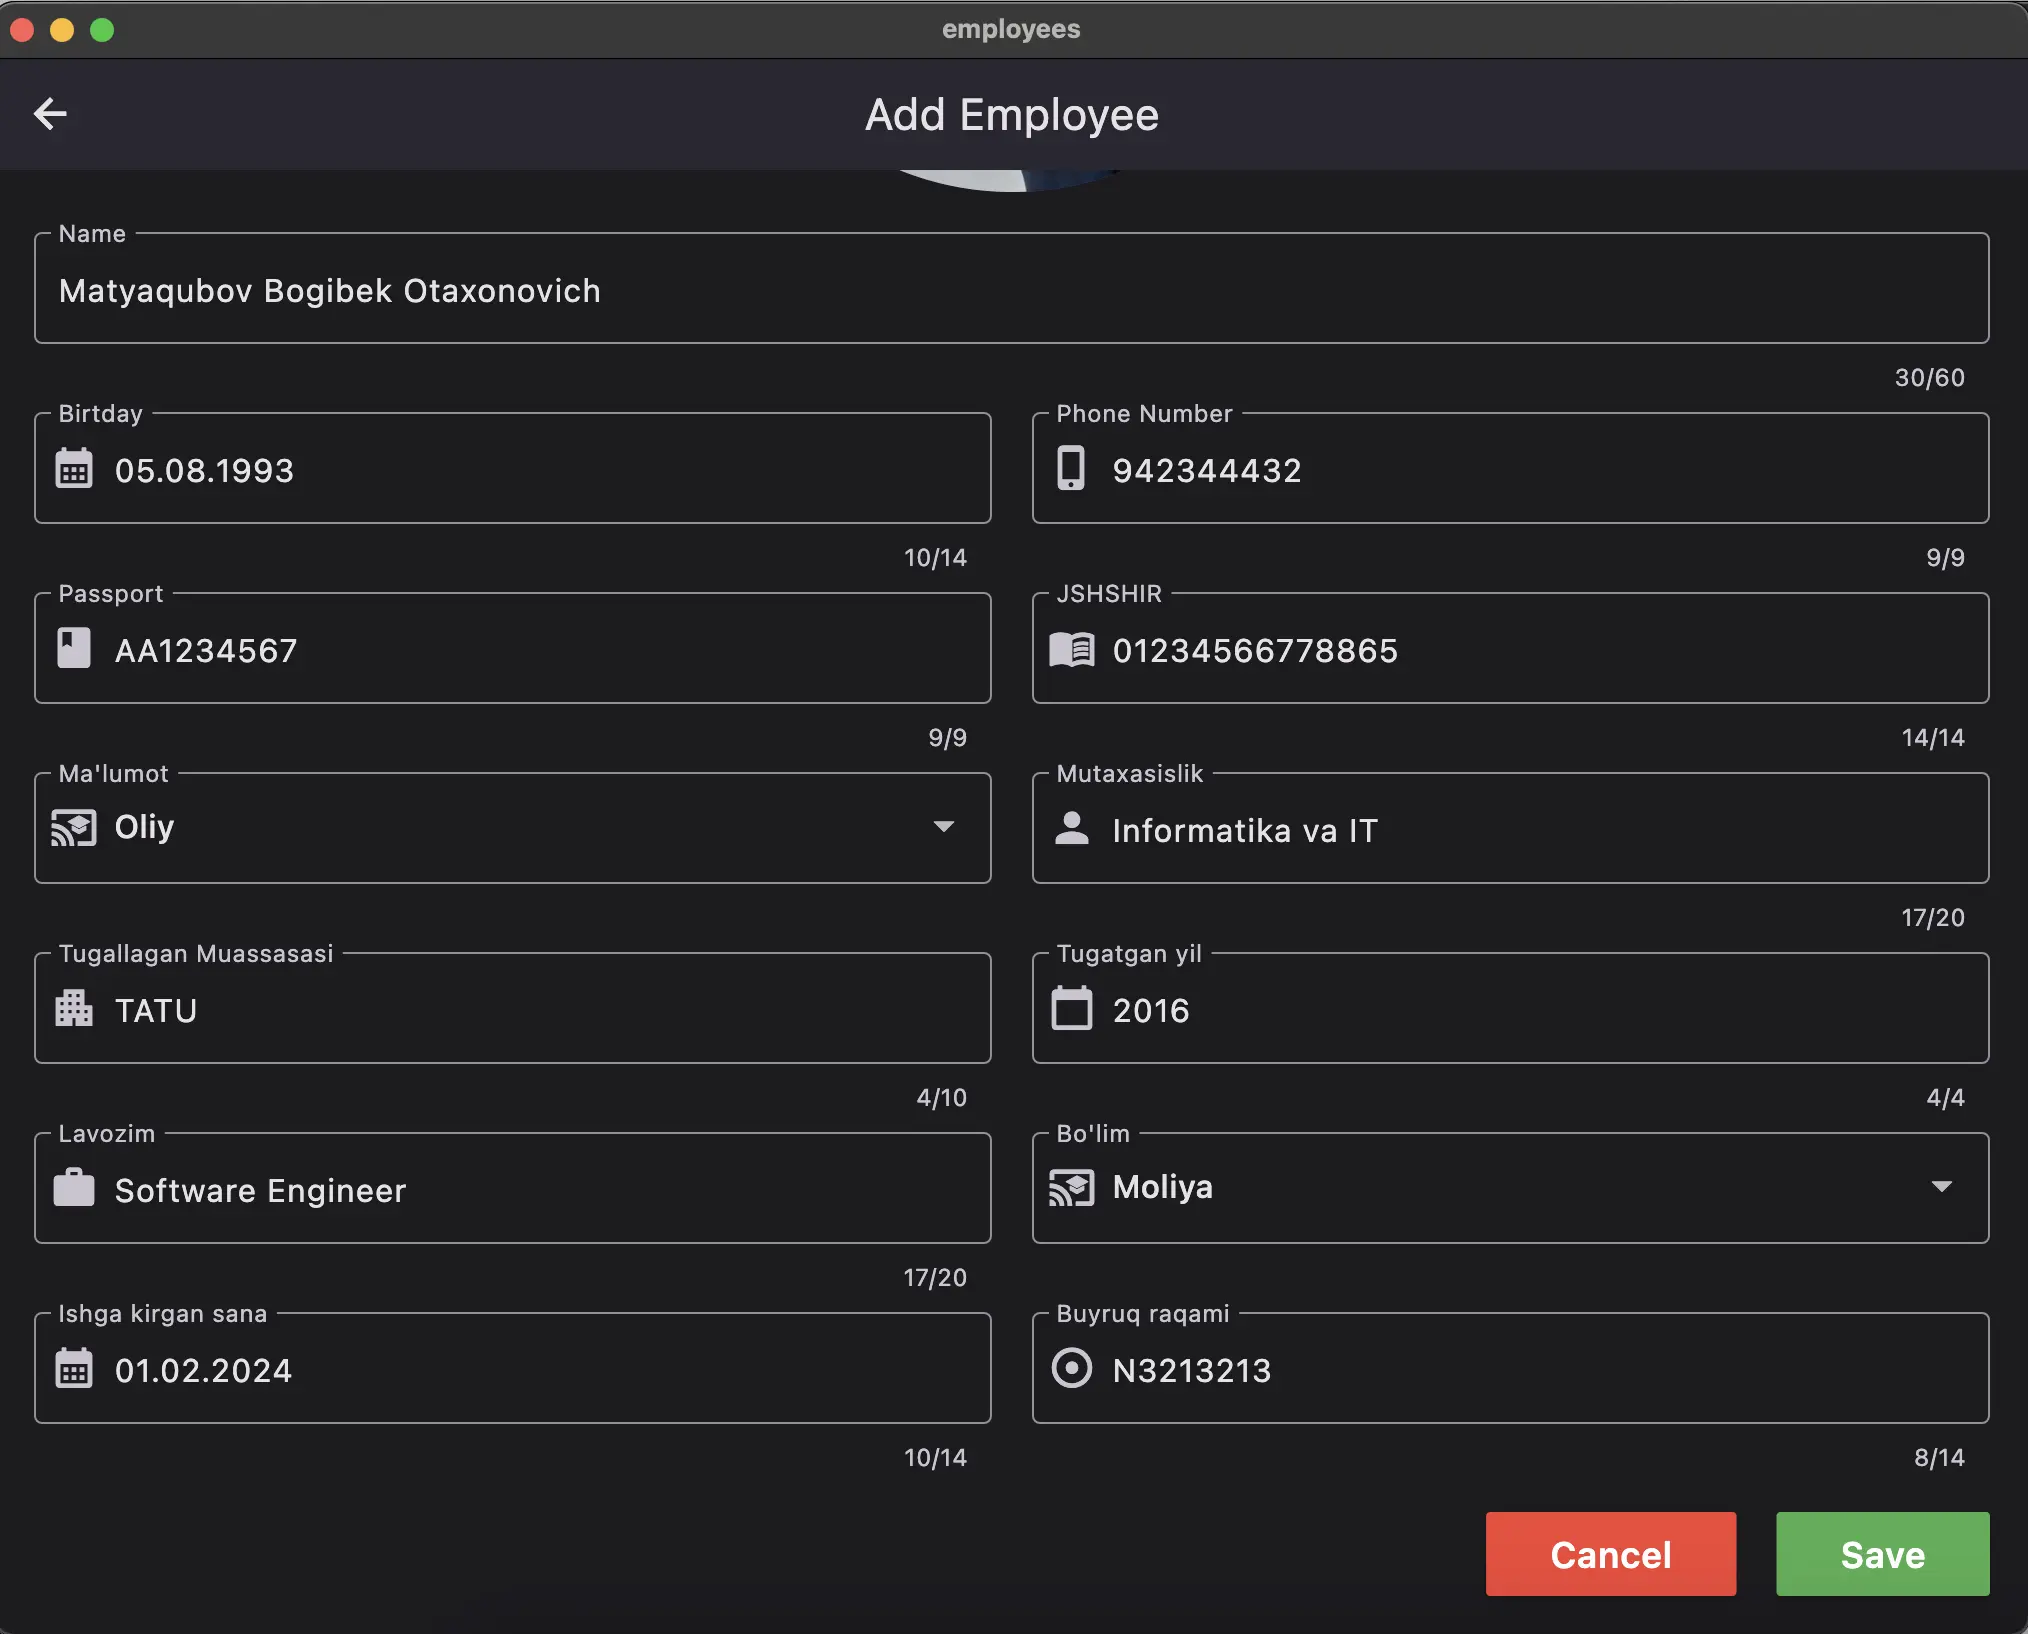 employees
Add Employee
Name
Matyaqubov Bogibek Otaxonovich
30/60
Birtday
05.08.1993
10/14
Phone Number
942344432
9/9
Passport
AA1234567
9/9
JSHSHIR
01234566778865
14/14
Ma'lumot
Oliy
Mutaxasislik
Informatika va IT
17/20
Tugallagan Muassasasi
TATU
4/10
Tugatgan yil
2016
4/4
Lavozim
Software Engineer
17/20
Bo'lim
Moliya
Ishga kirgan sana
01.02.2024
10/14
Buyruq raqami
N3213213
8/14
Cancel
Save